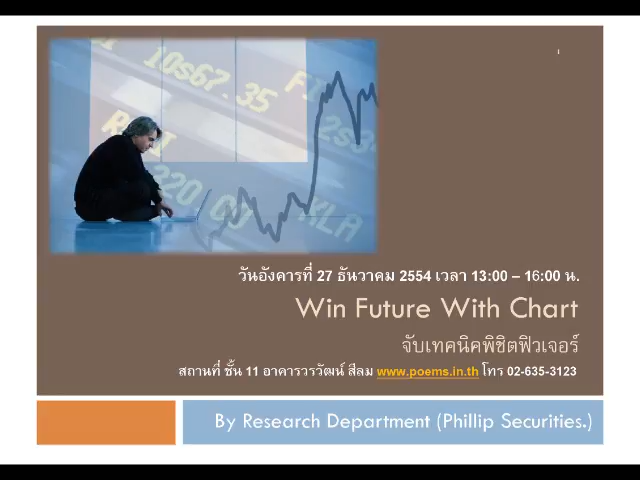 1
10s67.35
วันอังคารที่ 27 ธันวาคม 2554 เวลา 13:00 – 16:00 น.
Win Future With Chart
จับเทคนิคพิชิตฟิวเจอร์
สถานที่ ชั้น 11 อาคารวรวัฒน์ สีลม www.poems.in.th โทร 02-635-3123
By Research Department (Phillip Securities.)